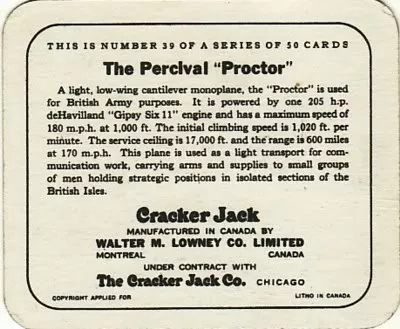 THIS IS NUMBER 39 OF A SERIES OF 50 CARDS
The Percival "Proctor"
A light, low-wing cantilever monoplane, the "Proctor" is used
for British Army purposes. It is powered by one 205 h.p.
deHavilland "Gipsy Six 11" engine and has a maximum speed of
180 m.p.h. at 1,000 ft. The initial climbing speed is 1,020 ft. per
minute. The service ceiling is 17,000 ft. and the range is 600 miles
at 170 m.p.h. This plane is used as a light transport for com-
munication work, carrying arms and supplies to small groups
of men holding strategic positions in isolated sections of the
British Isles.
Cracker Jack
MANUFACTURED IN CANADA BY
WALTER M. LOWNEY CO. LIMITED
MONTREAL CANADA
UNDER CONTRACT WITH
The Cracker Jack Co. CHICAGO
COPYRIGHT APPLIED FOR LITHO IN CANADA